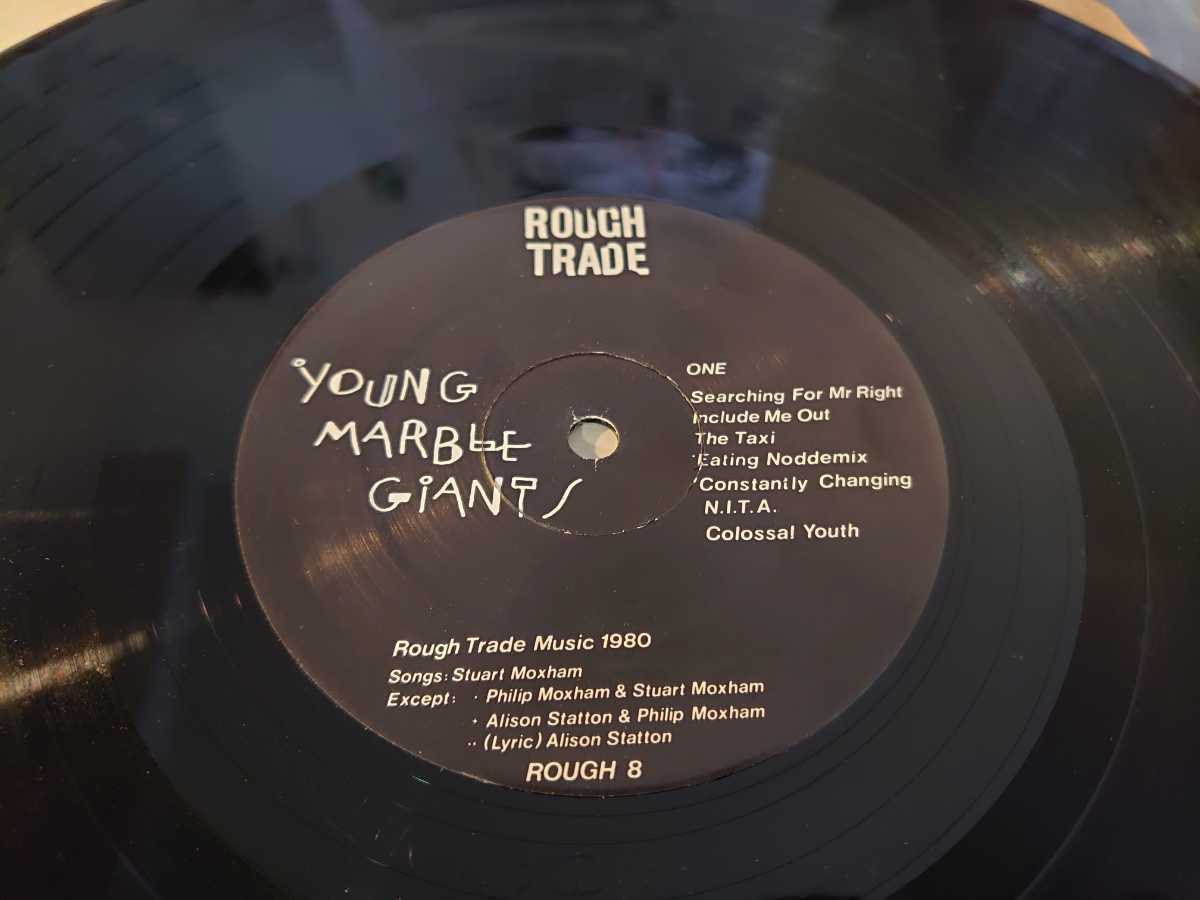 ROUGH
TRADE
YOUNG
MARBLE
GIANTS
ONE
Searching For Mr Right
Include Me Out
The Taxi
'Eating Noddemix
'Constantly Changing
N.I.T.A.
Colossal Youth
Rough Trade Music 1980
Songs: Stuart Moxham
Except: · Philip Moxham & Stuart Moxham
+ Alison Statton & Philip Moxham
·· (Lyric) Alison Statton
ROUGH 8